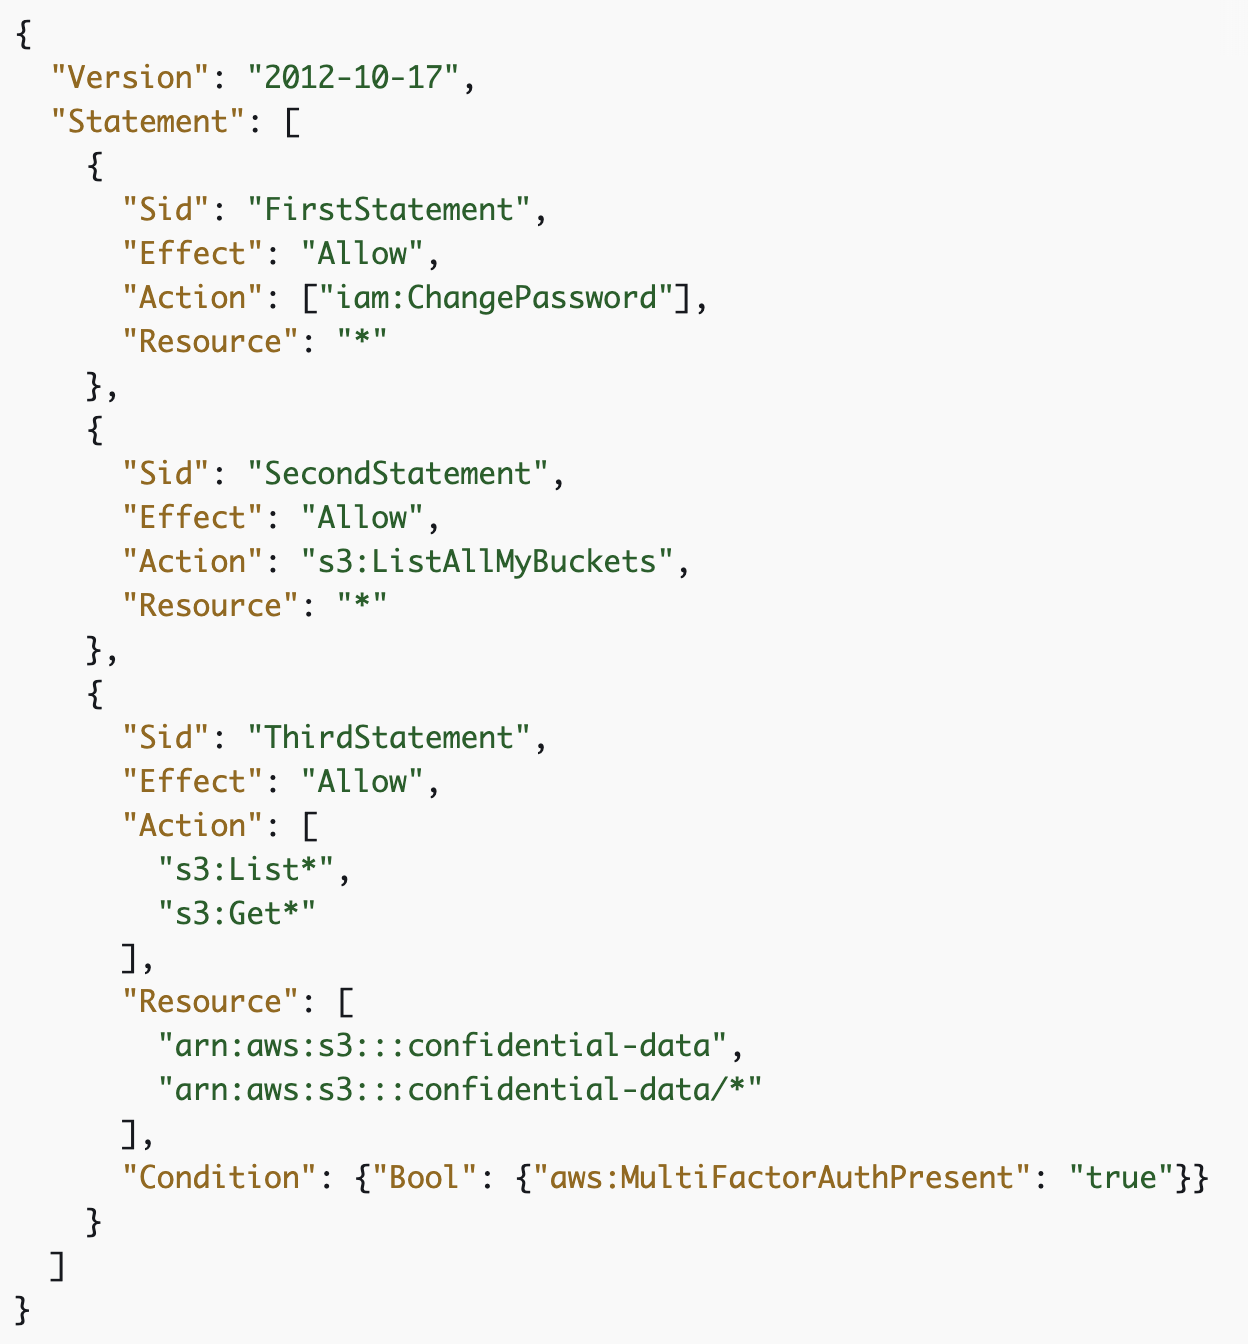 {
  "Version": "2012-10-17",
  "Statement": [
    {
      "Sid": "FirstStatement",
      "Effect": "Allow",
      "Action": ["iam:ChangePassword"],
      "Resource": "*"
    },
    {
      "Sid": "SecondStatement",
      "Effect": "Allow",
      "Action": "s3:ListAllMyBuckets",
      "Resource": "*"
    },
    {
      "Sid": "ThirdStatement",
      "Effect": "Allow",
      "Action": [
        "s3:List*",
        "s3:Get*"
      ],
      "Resource": [
        "arn:aws:s3:::confidential-data",
        "arn:aws:s3:::confidential-data/*"
      ],
      "Condition": {"Bool": {"aws:MultiFactorAuthPresent": "true"}}
    }
  ]
}